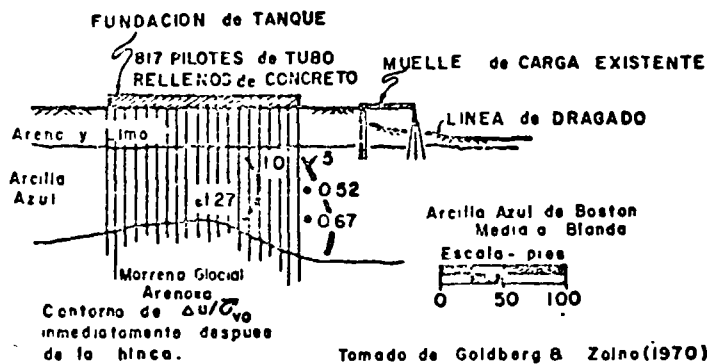 FUNDACION de TANQUE
817 PILOTES de TUBO
RELLENOS de CONCRETO
MUELLE de CARGA EXISTENTE
LINEA de DRAGADO
Arena y Limo
Arcilla
Azul
1.0
.5
0.52
1.27
0.67
Arcilla Azul de Boston
Media a Blanda
Escala - pies
0 50 100
Morrena Glacial
Arenosa
Contorno de Δu/σ̄vo
inmediatamente despues
de la hinca.
Tomado de Goldberg & Zoino (1970)